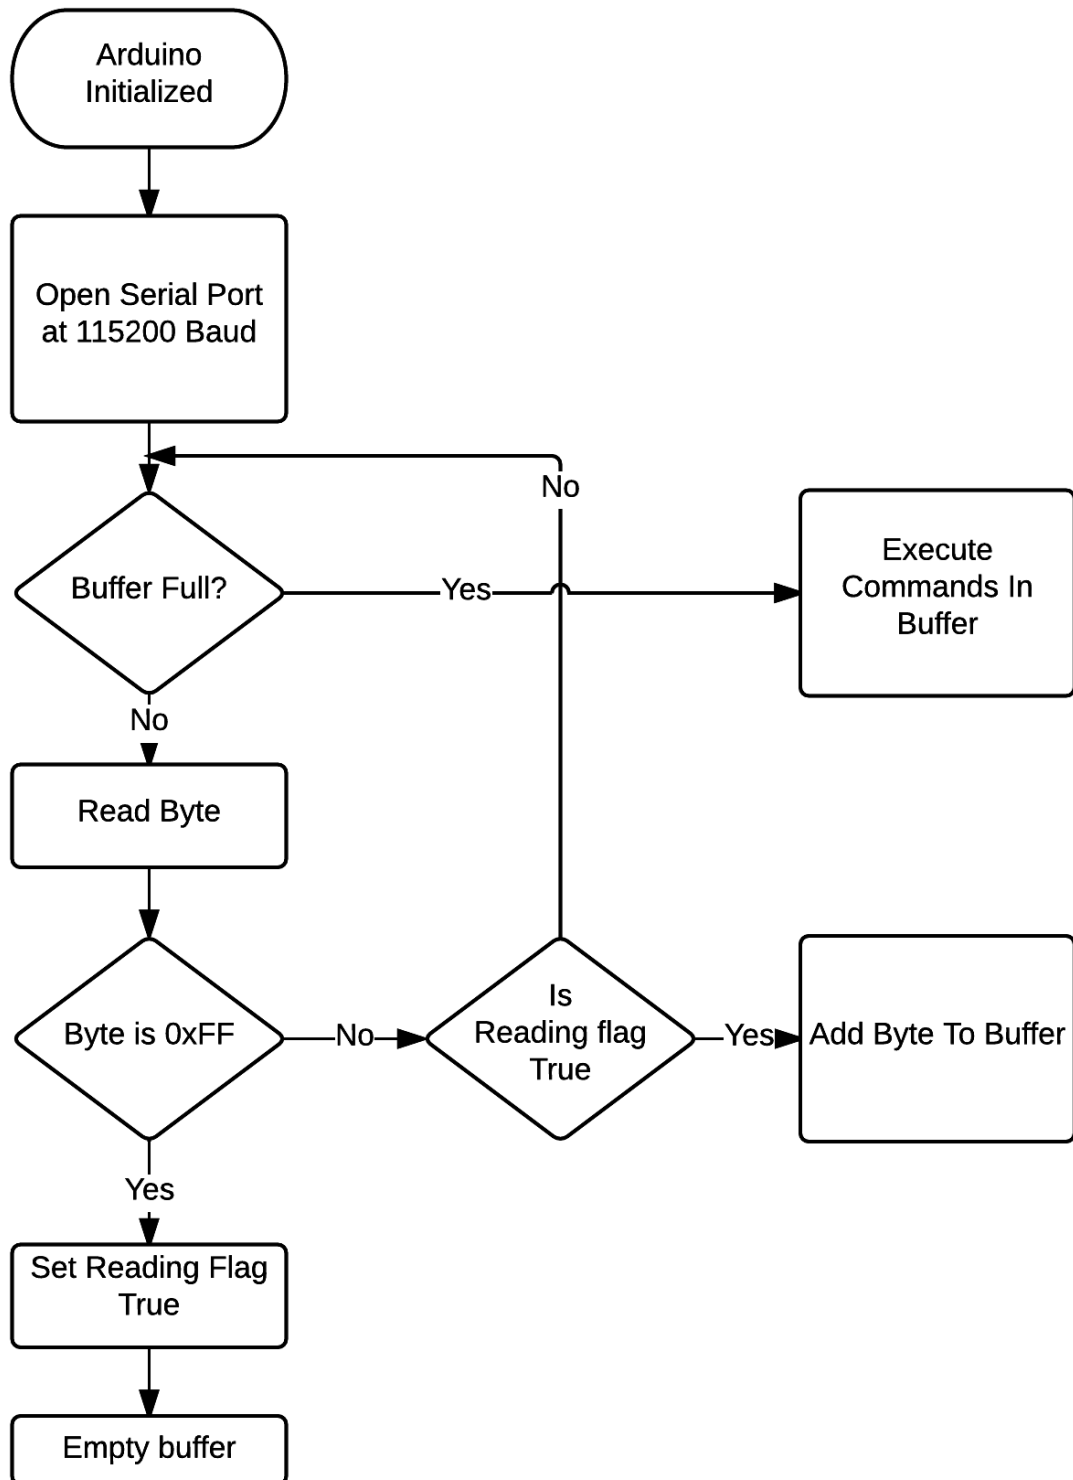 Arduino
Initialized
Open Serial Port
at 115200 Baud
No
Buffer Full?
Yes
Execute
Commands In
Buffer
No
Read Byte
Byte is 0xFF
No
Is
Reading flag
True
Yes
Add Byte To Buffer
Yes
Set Reading Flag
True
Empty buffer